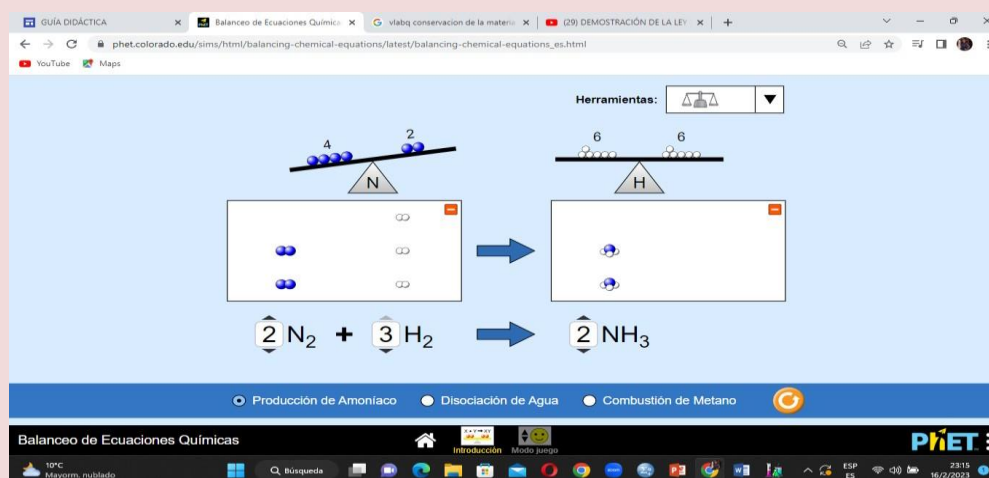 GUÍA DIDÁCTICA
Balanceo de Ecuaciones Química
vlabq conservacion de la materia
(29) DEMOSTRACIÓN DE LA LEY
phet.colorado.edu/sims/html/balancing-chemical-equations/latest/balancing-chemical-equations_es.html
YouTube Maps
Herramientas:
4 2 6 6
N H
2 N₂ + 3 H₂ 2 NH₃
Producción de Amoníaco Disociación de Agua Combustión de Metano
Balanceo de Ecuaciones Químicas
Introducción Modo juego
PhET
10°C
Mayorm. nublado
Búsqueda
ESP
ES
23:15
16/2/2023